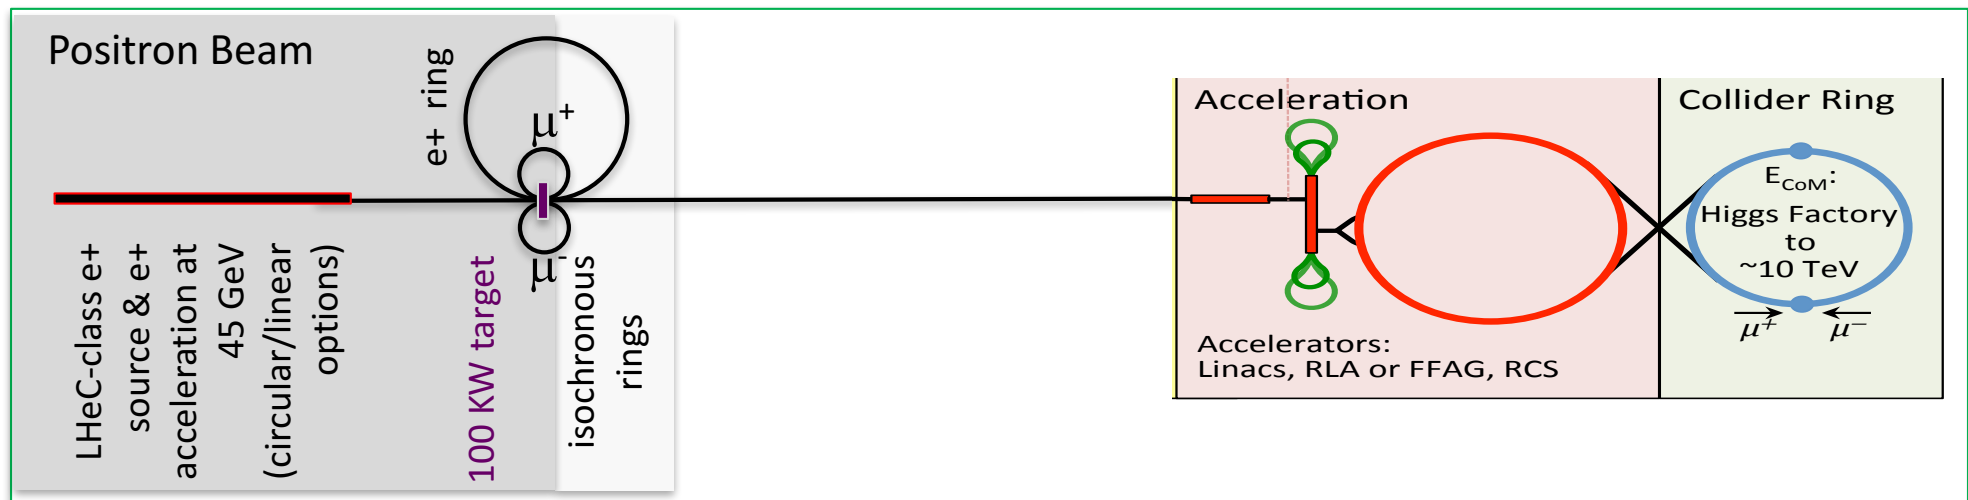 Positron Beam
e+ ring
μ⁺
μ⁻
LHeC-class e+
source & e+
acceleration at
45 GeV
(circular/linear
options)
100 KW target
isochronous
rings
Acceleration
Accelerators:
Linacs, RLA or FFAG, RCS
Collider Ring
E_CoM:
Higgs Factory
to
~10 TeV
μ⁺ μ⁻